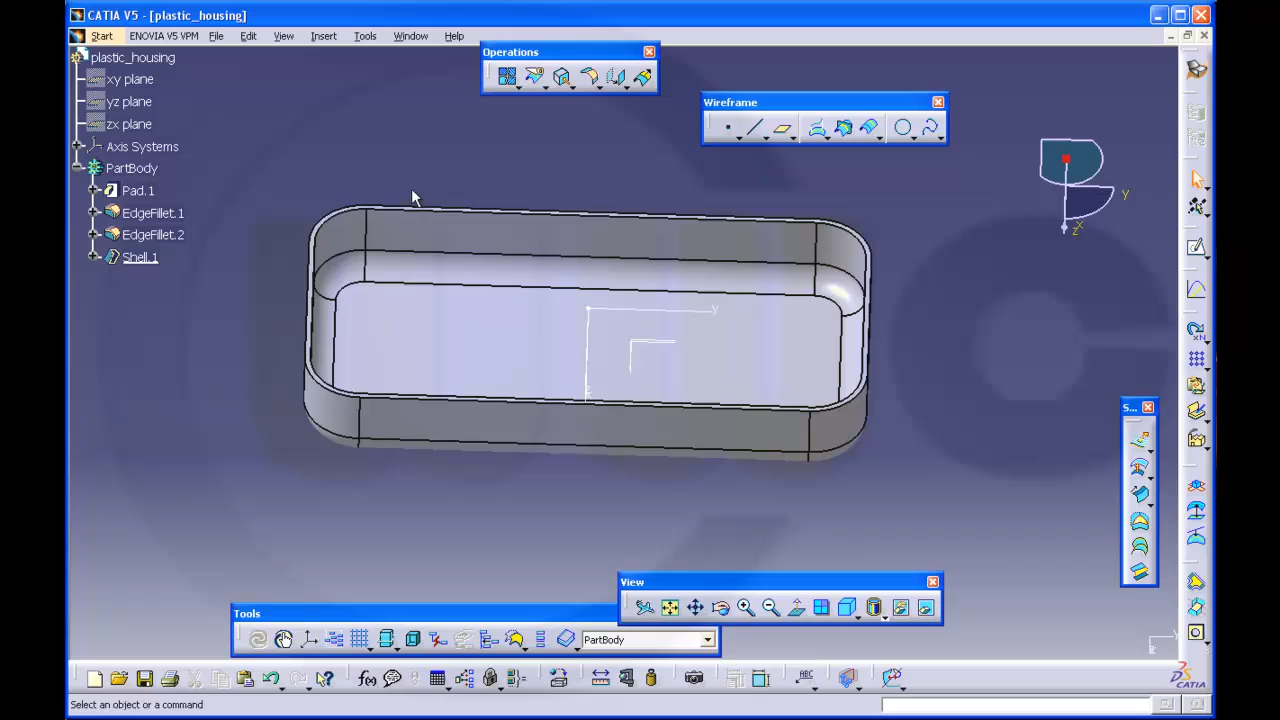 CATIA V5 - [plastic_housing]
Start ENOVIA V5 VPM File Edit View Insert Tools Window Help
Operations
plastic_housing
xy plane
yz plane
zx plane
Axis Systems
PartBody
Pad.1
EdgeFillet.1
EdgeFillet.2
Shell.1
Wireframe
y
x
z
y
S...
View
Tools
PartBody
f(x)
ABC
CATIA
Select an object or a command